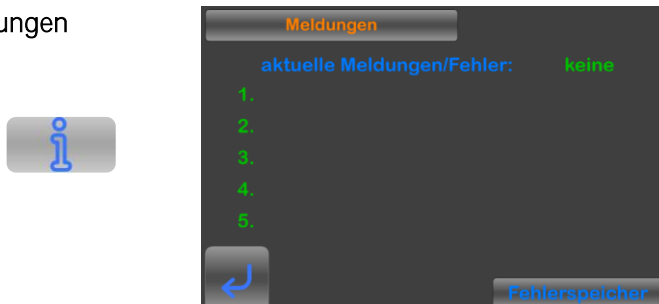 ungen
Meldungen
aktuelle Meldungen/Fehler: keine
1.
2.
3.
4.
5.
Fehlerspeicher